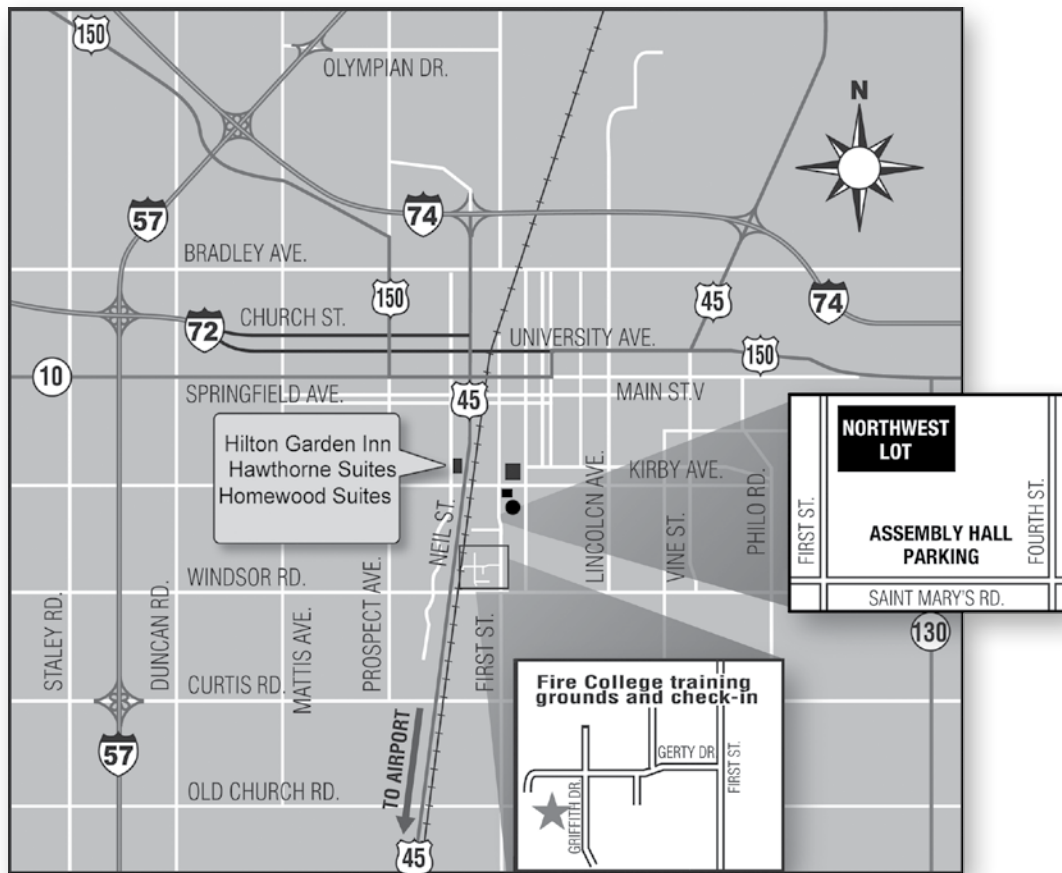 150
OLYMPIAN DR.
N
57
74
BRADLEY AVE.
150
45
74
CHURCH ST.
72
UNIVERSITY AVE.
150
10
SPRINGFIELD AVE.
45
MAIN ST.V
Hilton Garden Inn
Hawthorne Suites
Homewood Suites
KIRBY AVE.
NEIL ST.
LINCOLCN AVE.
VINE ST.
PHILO RD.
NORTHWEST
LOT
FIRST ST.
ASSEMBLY HALL
PARKING
FOURTH ST.
SAINT MARY'S RD.
130
WINDSOR RD.
STALEY RD.
DUNCAN RD.
MATTIS AVE.
PROSPECT AVE.
FIRST ST.
CURTIS RD.
57
TO AIRPORT
OLD CHURCH RD.
45
Fire College training
grounds and check-in
GERTY DR.
FIRST ST.
GRIFFITH DR.